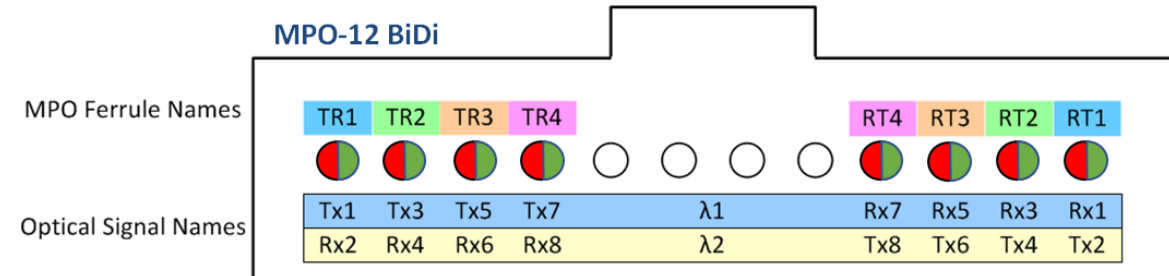 MPO-12 BiDi
MPO Ferrule Names TR1 TR2 TR3 TR4 RT4 RT3 RT2 RT1
Optical Signal Names
Tx1 Tx3 Tx5 Tx7 λ1 Rx7 Rx5 Rx3 Rx1
Rx2 Rx4 Rx6 Rx8 λ2 Tx8 Tx6 Tx4 Tx2